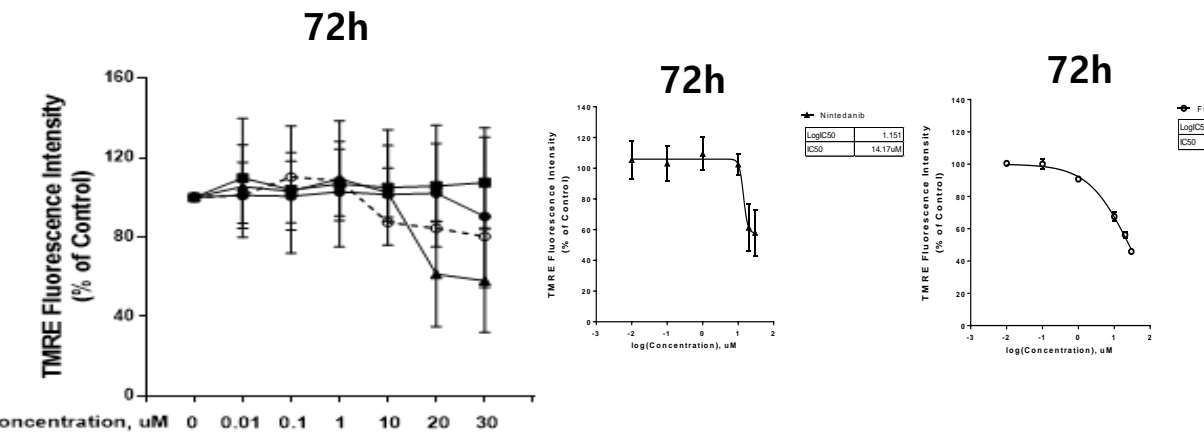 72h
TMRE Fluorescence Intensity
(% of Control)
160
120
80
40
0
oncentration, uM 0 0.01 0.1 1 10 20 30
72h
TMRE Fluorescence Intensity
(% of Control)
140
120
100
80
60
40
20
0
-3 -2 -1 0 1 2
log(Concentration), uM
Nintedanib
LogIC50 1.151
IC50 14.17uM
72h
TMRE Fluorescence Intensity
(% of Control)
140
120
100
80
60
40
20
0
-3 -2 -1 0 1 2
log(Concentration), uM
F
LogIC50
IC50